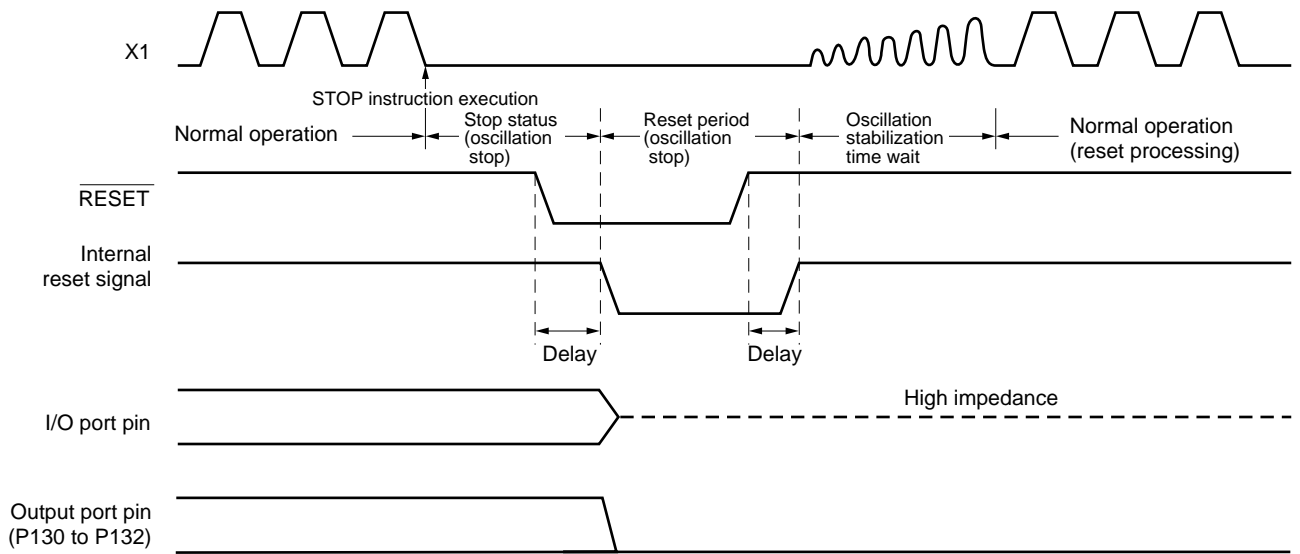 X1
STOP instruction execution
Normal operation
Stop status
(oscillation
stop)
Reset period
(oscillation
stop)
Oscillation
stabilization
time wait
Normal operation
(reset processing)
RESET
Internal
reset signal
Delay
Delay
I/O port pin
High impedance
Output port pin
(P130 to P132)